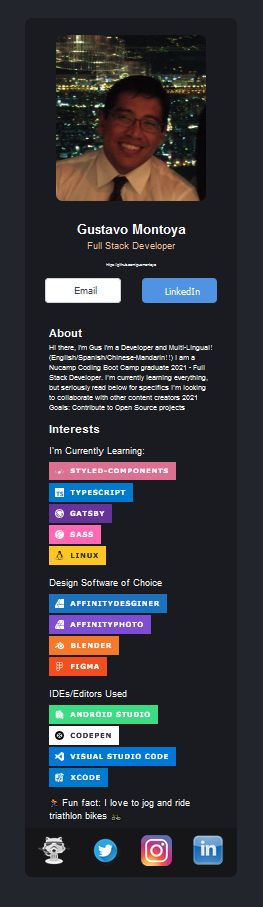 Gustavo Montoya
Full Stack Developer
Email
LinkedIn
About
Hi there, I'm Gus I'm a Developer and Multi-Lingual!
(English/Spanish/Chinese-Mandarin!!) I am a
Nucamp Coding Boot Camp graduate 2021 - Full
Stack Developer. I'm currently learning everything,
but seriously read below for specifics I'm looking
to collaborate with other content creators 2021
Goals: Contribute to Open Source projects
Interests
I'm Currently Learning:
STYLED-COMPONENTS
TYPESCRIPT
GATSBY
SASS
LINUX
Design Software of Choice
AFFINITYDESGINER
AFFINITYPHOTO
BLENDER
FIGMA
IDEs/Editors Used
ANDROID STUDIO
CODEPEN
VISUAL STUDIO CODE
XCODE
🏃 Fun fact: I love to jog and ride
triathlon bikes 🚲